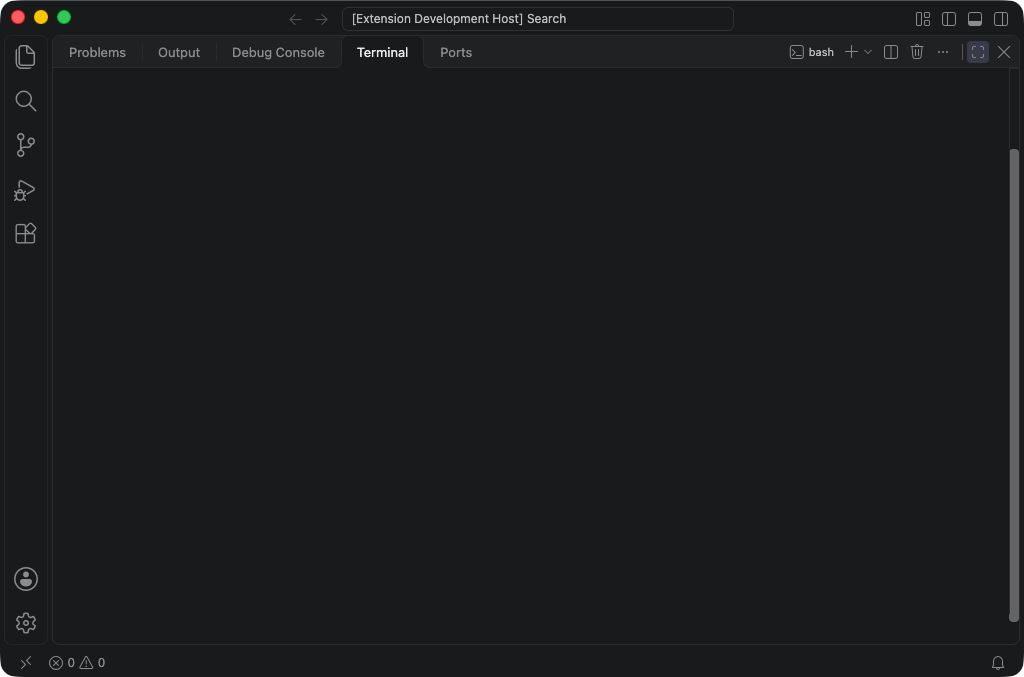 [Extension Development Host] Search
Problems Output Debug Console Terminal Ports bash
0 0